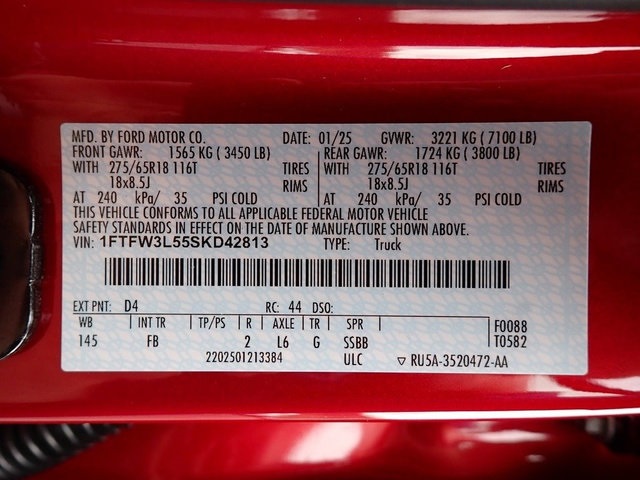 MFD. BY FORD MOTOR CO. DATE: 01/25 GVWR: 3221 KG ( 7100 LB)
FRONT GAWR: 1565 KG ( 3450 LB) REAR GAWR: 1724 KG ( 3800 LB)
WITH 275/65R18 116T TIRES WITH 275/65R18 116T TIRES
18x8.5J RIMS 18x8.5J RIMS
AT 240 kPa/ 35 PSI COLD AT 240 kPa/ 35 PSI COLD
THIS VEHICLE CONFORMS TO ALL APPLICABLE FEDERAL MOTOR VEHICLE
SAFETY STANDARDS IN EFFECT ON THE DATE OF MANUFACTURE SHOWN ABOVE.
VIN: 1FTFW3L55SKD42813 TYPE: Truck
EXT PNT: D4 RC: 44 DSO:
WB INT TR TP/PS R AXLE TR SPR F0088
145 FB 2 L6 G SSBB T0582
2202501213384 ULC ▽ RU5A-3520472-AA